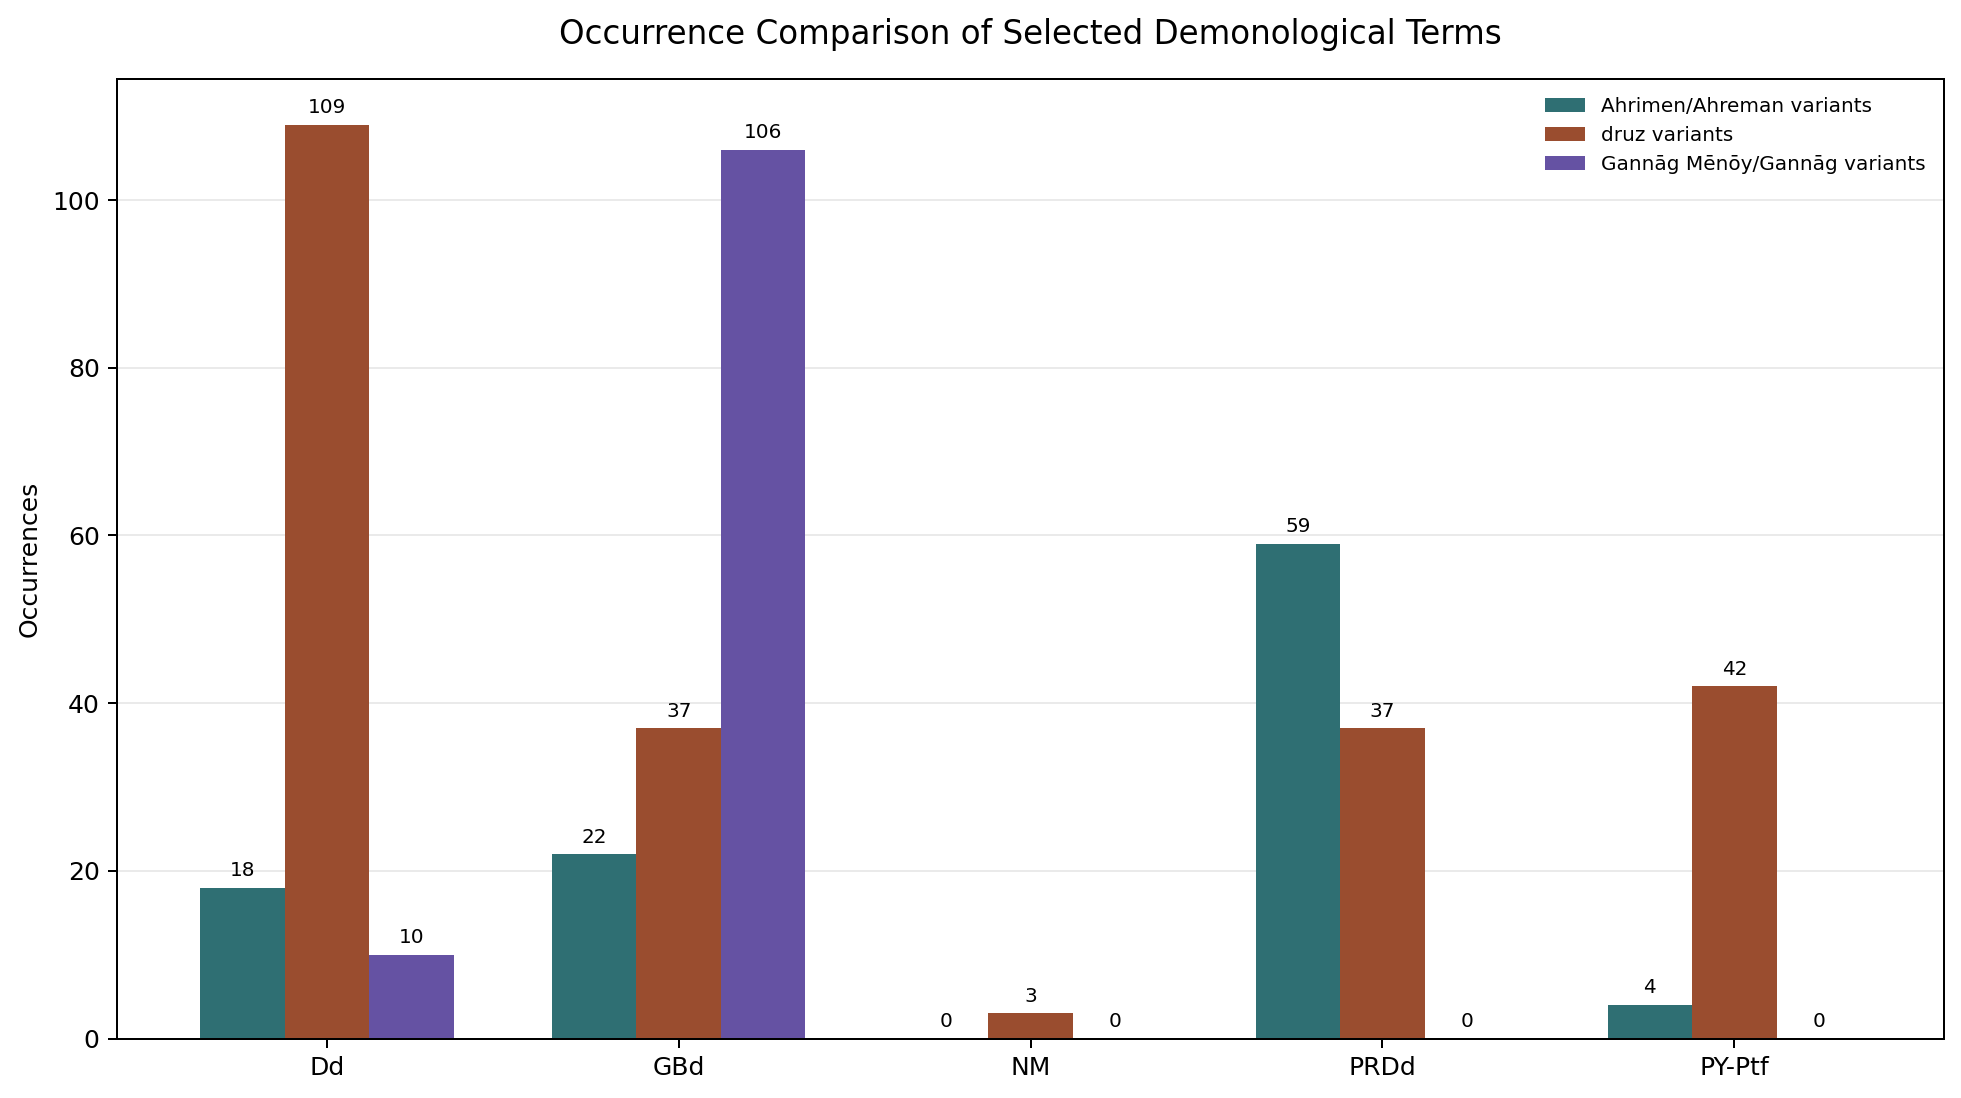 Occurrence Comparison of Selected Demonological Terms
Ahrimen/Ahreman variants
druz variants
Gannāg Mēnōy/Gannāg variants
Occurrences
100
80
60
40
20
0
18
109
10
22
37
106
0
3
0
59
37
0
4
42
0
Dd
GBd
NM
PRDd
PY-Ptf